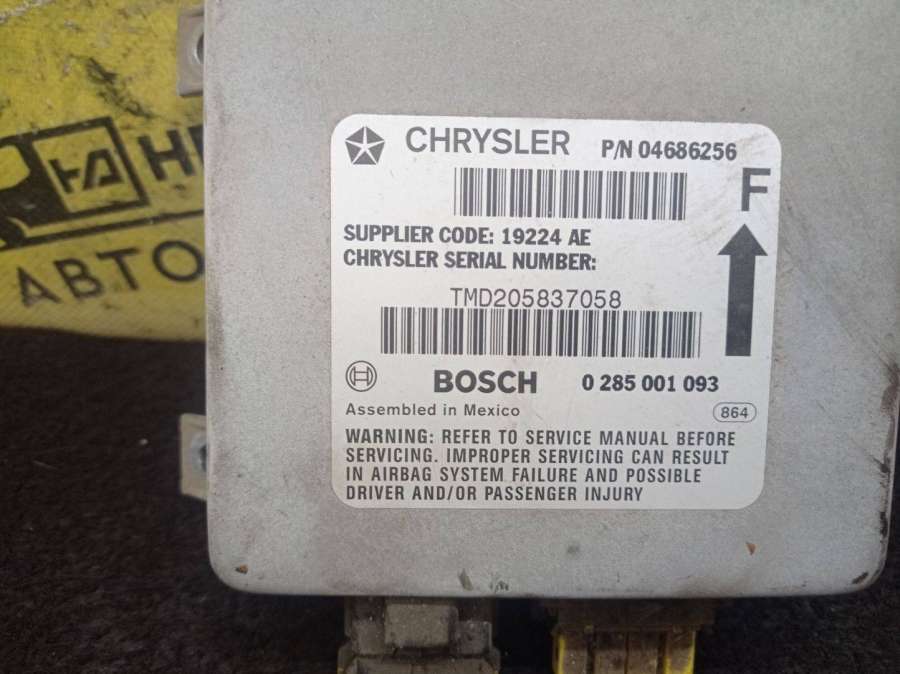 CHRYSLER P/N 04686256
F
SUPPLIER CODE: 19224 AE
CHRYSLER SERIAL NUMBER:
TMD205837058
BOSCH 0 285 001 093
Assembled in Mexico 864
WARNING: REFER TO SERVICE MANUAL BEFORE
SERVICING. IMPROPER SERVICING CAN RESULT
IN AIRBAG SYSTEM FAILURE AND POSSIBLE
DRIVER AND/OR PASSENGER INJURY
АВТО